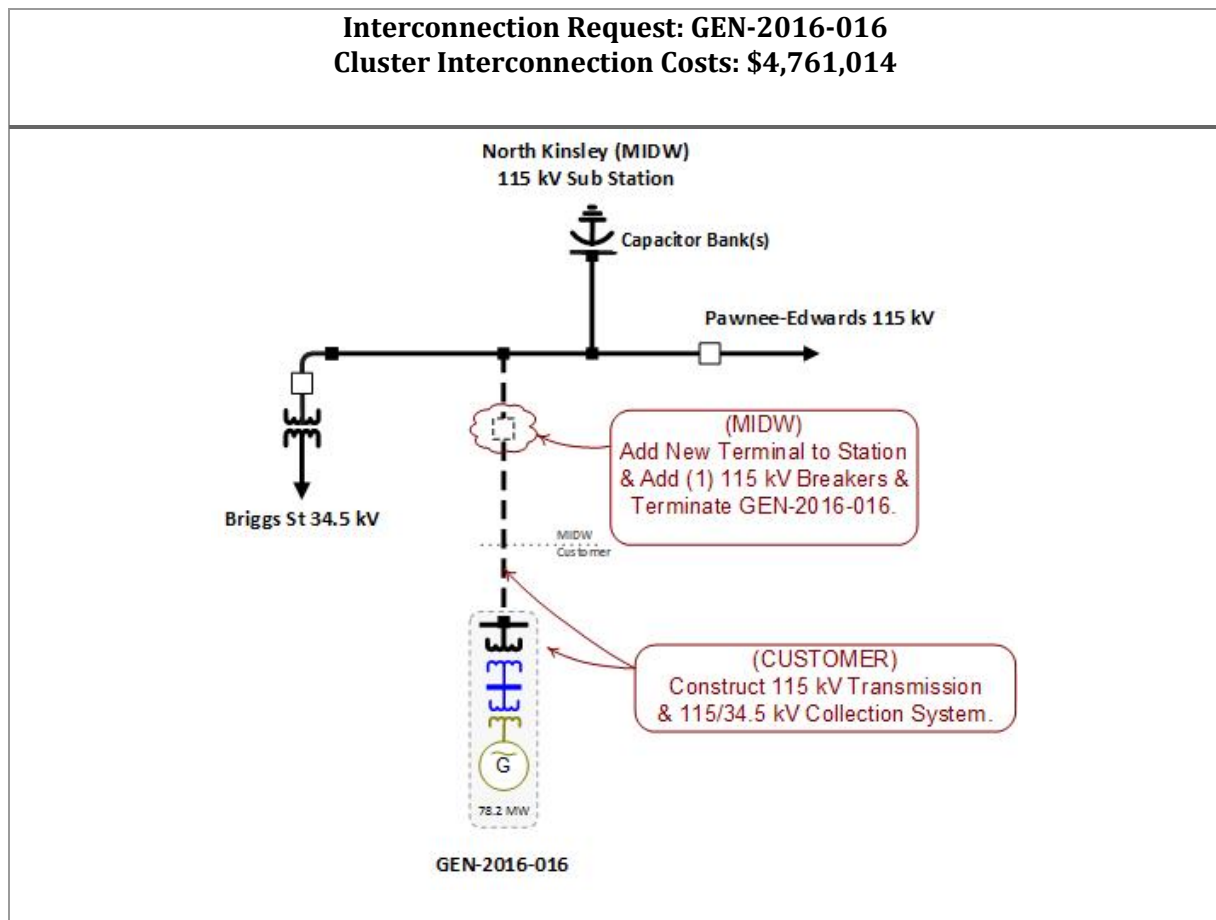 Interconnection Request: GEN-2016-016
Cluster Interconnection Costs: $4,761,014
North Kinsley (MIDW)
115 kV Sub Station
Capacitor Bank(s)
Pawnee-Edwards 115 kV
(MIDW)
Add New Terminal to Station
& Add (1) 115 kV Breakers &
Terminate GEN-2016-016.
Briggs St 34.5 kV
MIDW
Customer
(CUSTOMER)
Construct 115 kV Transmission
& 115/34.5 kV Collection System.
G
78.2 MW
GEN-2016-016